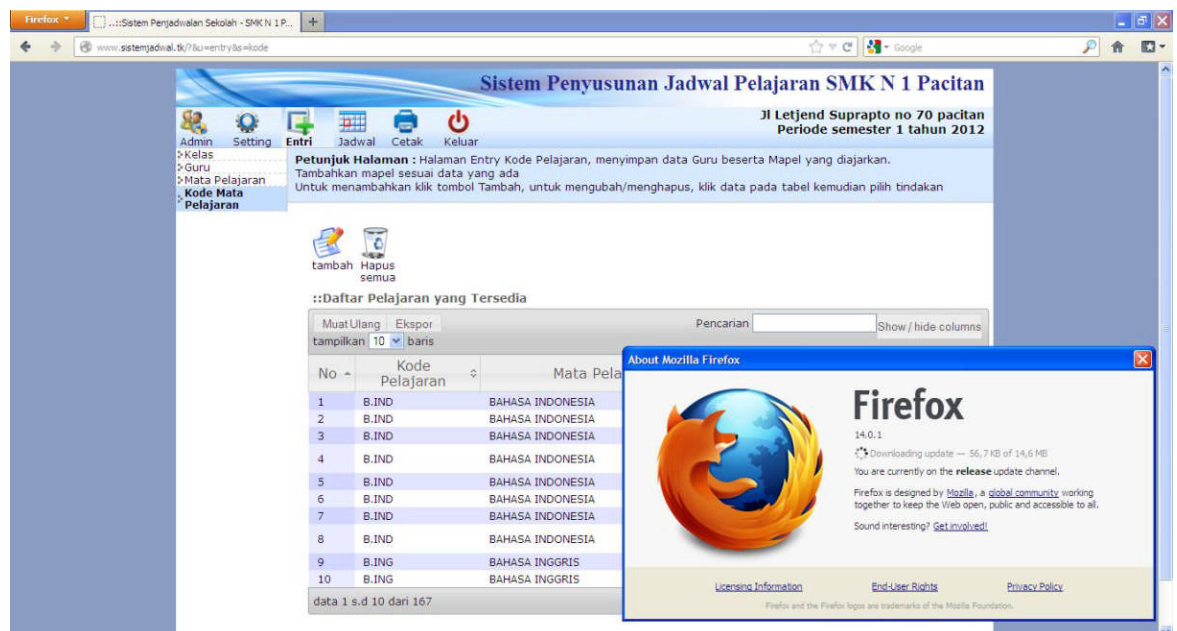 Firefox
..::Sistem Penjadwalan Sekolah - SMK N 1 P...
www.sistemjadwal.tk/?&u=entry&s=kode
Google
Sistem Penyusunan Jadwal Pelajaran SMK N 1 Pacitan
Jl Letjend Suprapto no 70 pacitan
Periode semester 1 tahun 2012
Admin Setting Entri Jadwal Cetak Keluar
Kelas
Guru
Mata Pelajaran
Kode Mata
Pelajaran
Petunjuk Halaman : Halaman Entry Kode Pelajaran, menyimpan data Guru beserta Mapel yang diajarkan.
Tambahkan mapel sesuai data yang ada
Untuk menambahkan klik tombol Tambah, untuk mengubah/menghapus, klik data pada tabel kemudian pilih tindakan
tambah Hapus
semua
::Daftar Pelajaran yang Tersedia
Muat Ulang Ekspor Pencarian Show / hide columns
tampilkan 10 baris
No Kode Pelajaran Mata Pela
1 B.IND BAHASA INDONESIA
2 B.IND BAHASA INDONESIA
3 B.IND BAHASA INDONESIA
4 B.IND BAHASA INDONESIA
5 B.IND BAHASA INDONESIA
6 B.IND BAHASA INDONESIA
7 B.IND BAHASA INDONESIA
8 B.IND BAHASA INDONESIA
9 B.ING BAHASA INGGRIS
10 B.ING BAHASA INGGRIS
data 1 s.d 10 dari 167
About Mozilla Firefox
Firefox
14.0.1
Downloading update — 56,7 KB of 14,6 MB
You are currently on the release update channel.
Firefox is designed by Mozilla, a global community working
together to keep the Web open, public and accessible to all.
Sound interesting? Get involved!
Licensing Information End-User Rights Privacy Policy
Firefox and the Firefox logos are trademarks of the Mozilla Foundation.